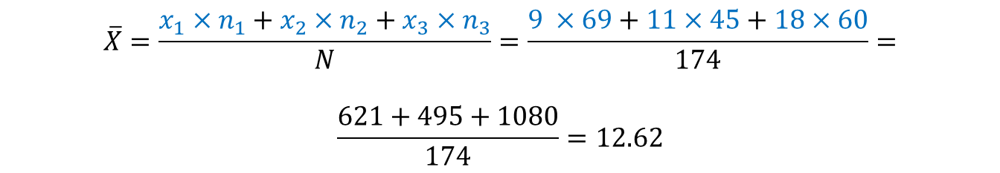 X̄ = (x₁ × n₁ + x₂ × n₂ + x₃ × n₃) / N = (9 × 69 + 11 × 45 + 18 × 60) / 174 =
(621 + 495 + 1080) / 174 = 12.62